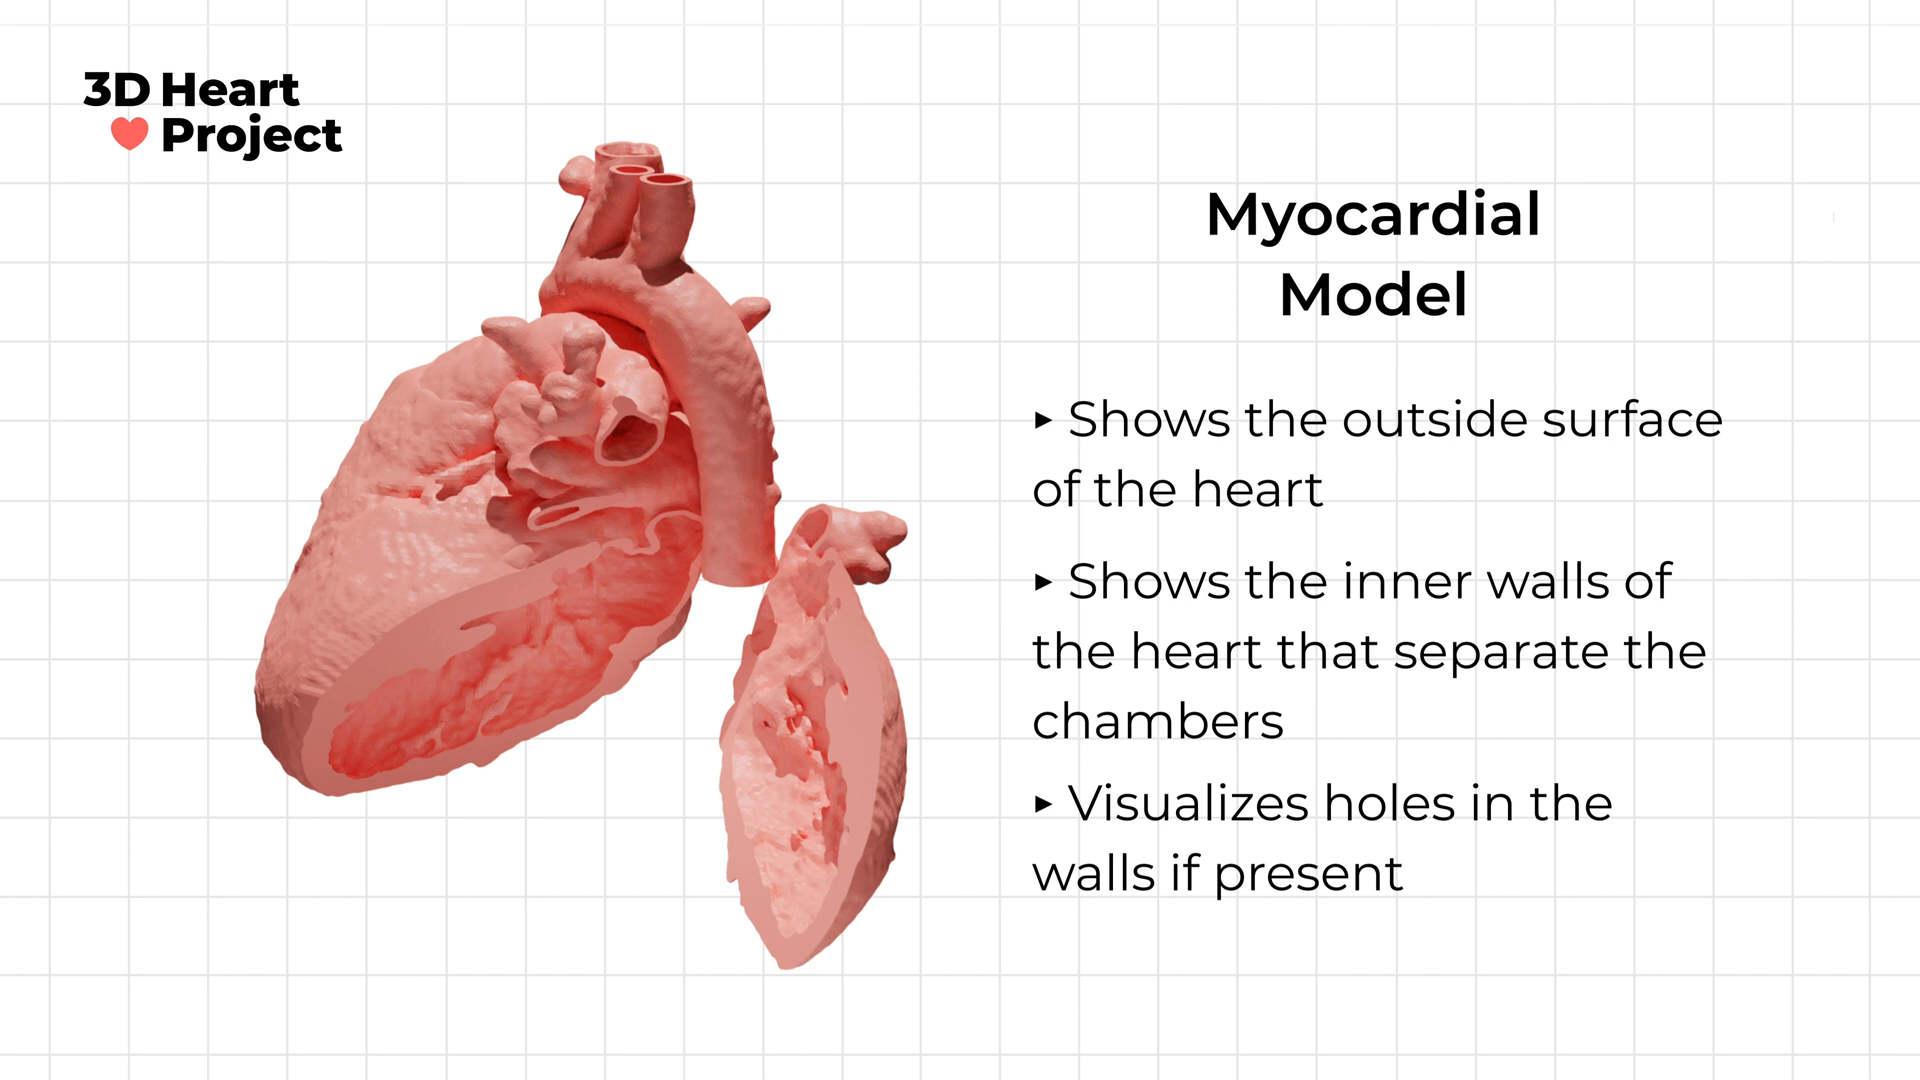 3D Heart
Project
Myocardial
Model
▸ Shows the outside surface
of the heart
▸ Shows the inner walls of
the heart that separate the
chambers
▸ Visualizes holes in the
walls if present